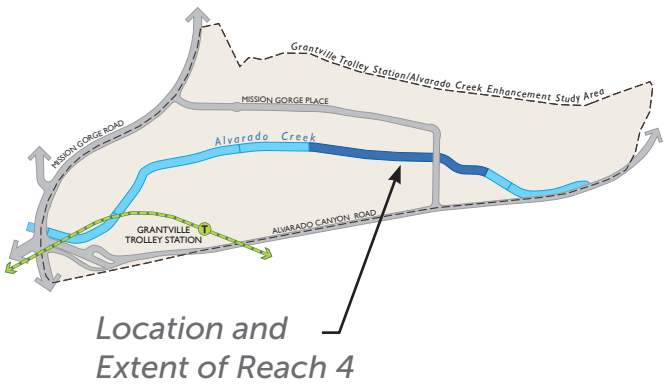 Grantville Trolley Station/Alvarado Creek Enhancement Study Area
MISSION GORGE PLACE
MISSION GORGE ROAD
Alvarado Creek
GRANTVILLE
TROLLEY STATION
T
ALVARADO CANYON ROAD
Location and
Extent of Reach 4